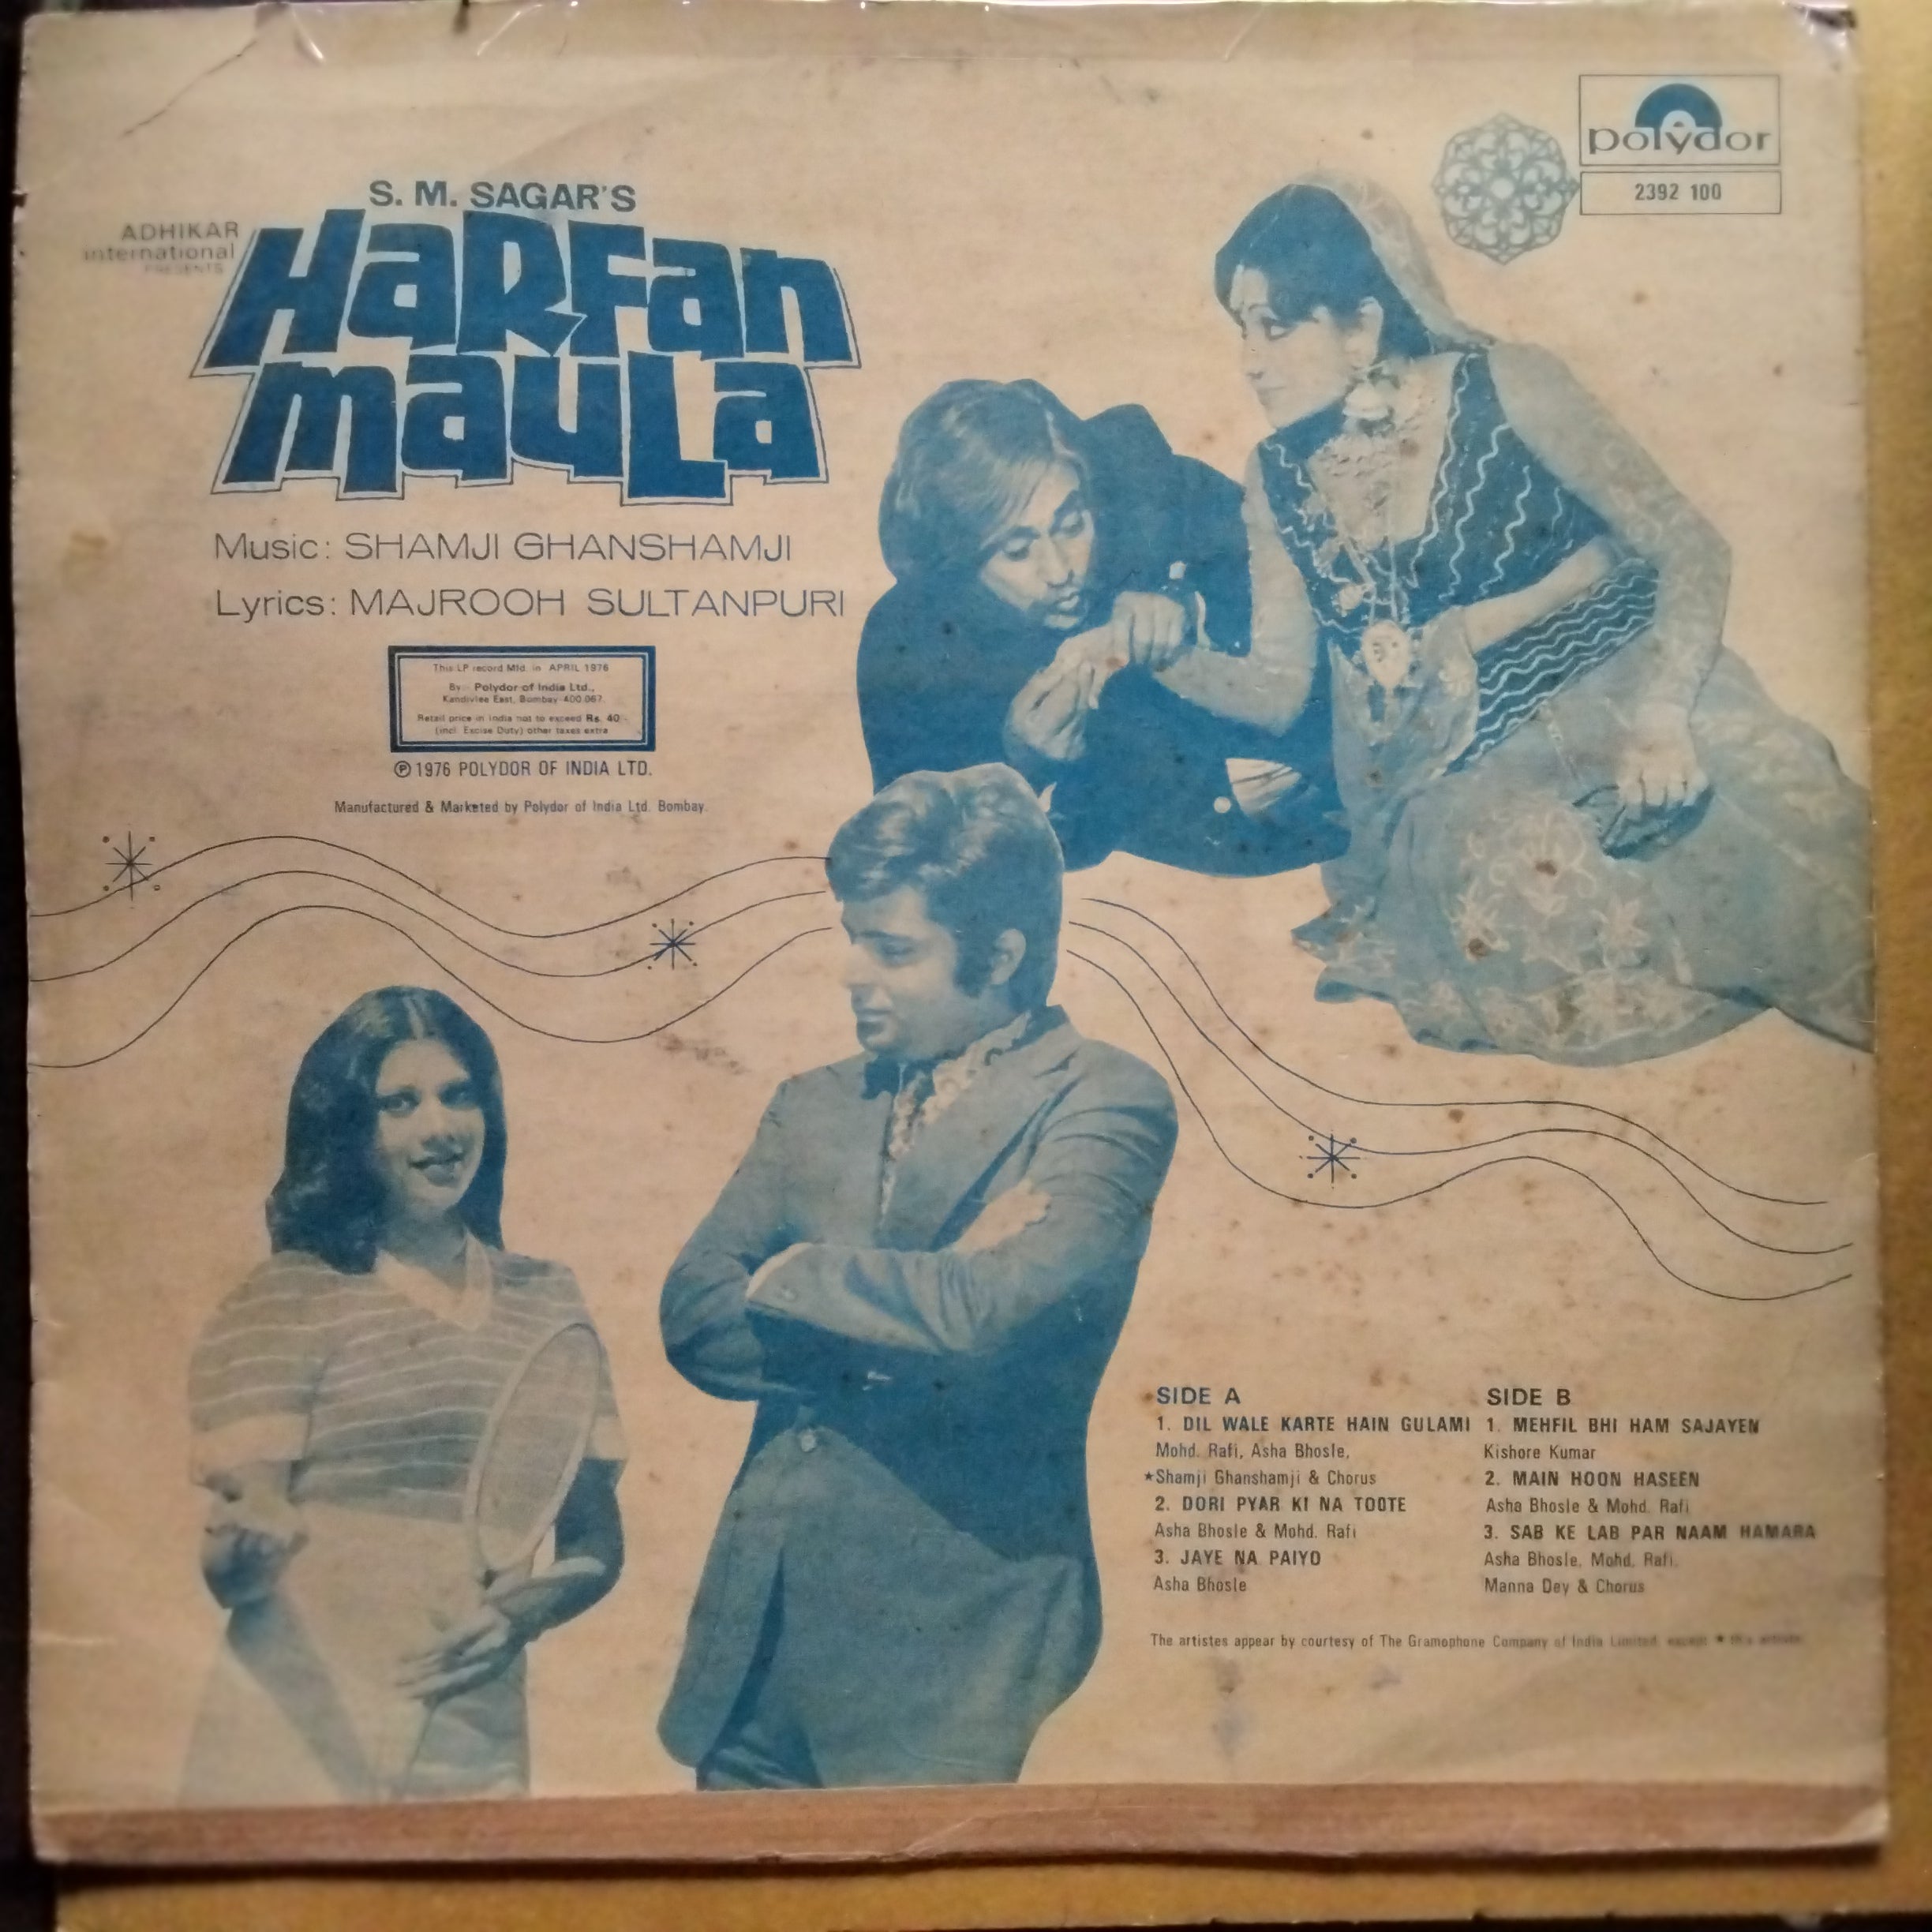 polydor
2392 100
S. M. SAGAR'S
ADHIKAR
international
PRESENTS
HaRFan
mauLa
Music: SHAMJI GHANSHAMJI
Lyrics: MAJROOH SULTANPURI
This LP record Mfd. in APRIL 1976
By:- Polydor of India Ltd.,
Kandivlee East, Bombay-400 067.
Retail price in India not to exceed Rs. 40 -
(incl. Excise Duty) other taxes extra
Ⓟ 1976 POLYDOR OF INDIA LTD.
Manufactured & Marketed by Polydor of India Ltd. Bombay.
SIDE A
1. DIL WALE KARTE HAIN GULAMI
Mohd. Rafi, Asha Bhosle,
★Shamji Ghanshamji & Chorus
2. DORI PYAR KI NA TOOTE
Asha Bhosle & Mohd. Rafi
3. JAYE NA PAIYO
Asha Bhosle
SIDE B
1. MEHFIL BHI HAM SAJAYEN
Kishore Kumar
2. MAIN HOON HASEEN
Asha Bhosle & Mohd. Rafi
3. SAB KE LAB PAR NAAM HAMARA
Asha Bhosle, Mohd. Rafi,
Manna Dey & Chorus
The artistes appear by courtesy of The Gramophone Company of India Limited except ★ this artiste